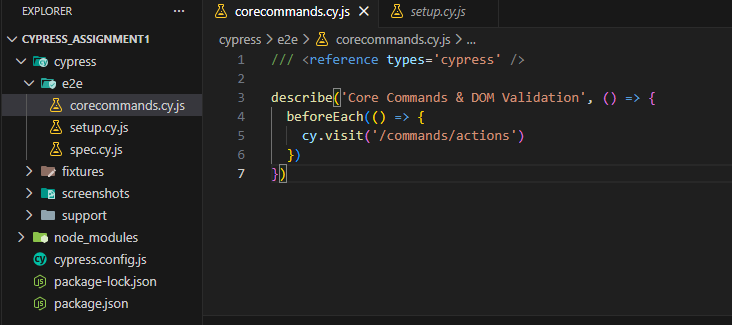 EXPLORER ...
CYPRESS_ASSIGNMENT1
cypress
e2e
corecommands.cy.js
setup.cy.js
spec.cy.js
fixtures
screenshots
support
node_modules
cypress.config.js
package-lock.json
package.json
corecommands.cy.js setup.cy.js
cypress > e2e > corecommands.cy.js > ...
1 /// <reference types='cypress' />
2
3 describe('Core Commands & DOM Validation', () => {
4 beforeEach(() => {
5 cy.visit('/commands/actions')
6 })
7 })